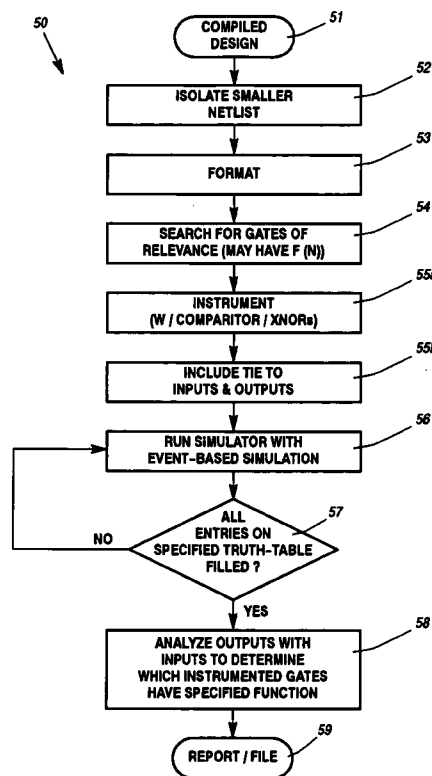 50
COMPILED
DESIGN
51
ISOLATE SMALLER
NETLIST
52
FORMAT
53
SEARCH FOR GATES OF
RELEVANCE (MAY HAVE F (N))
54
INSTRUMENT
(W / COMPARITOR / XNORs)
INCLUDE TIE TO
INPUTS & OUTPUTS
RUN SIMULATOR WITH
EVENT-BASED SIMULATION
56
ALL
ENTRIES ON
SPECIFIED TRUTH-TABLE
FILLED ?
57
NO
YES
ANALYZE OUTPUTS WITH
INPUTS TO DETERMINE
WHICH INSTRUMENTED GATES
HAVE SPECIFIED FUNCTION
58
REPORT / FILE
59